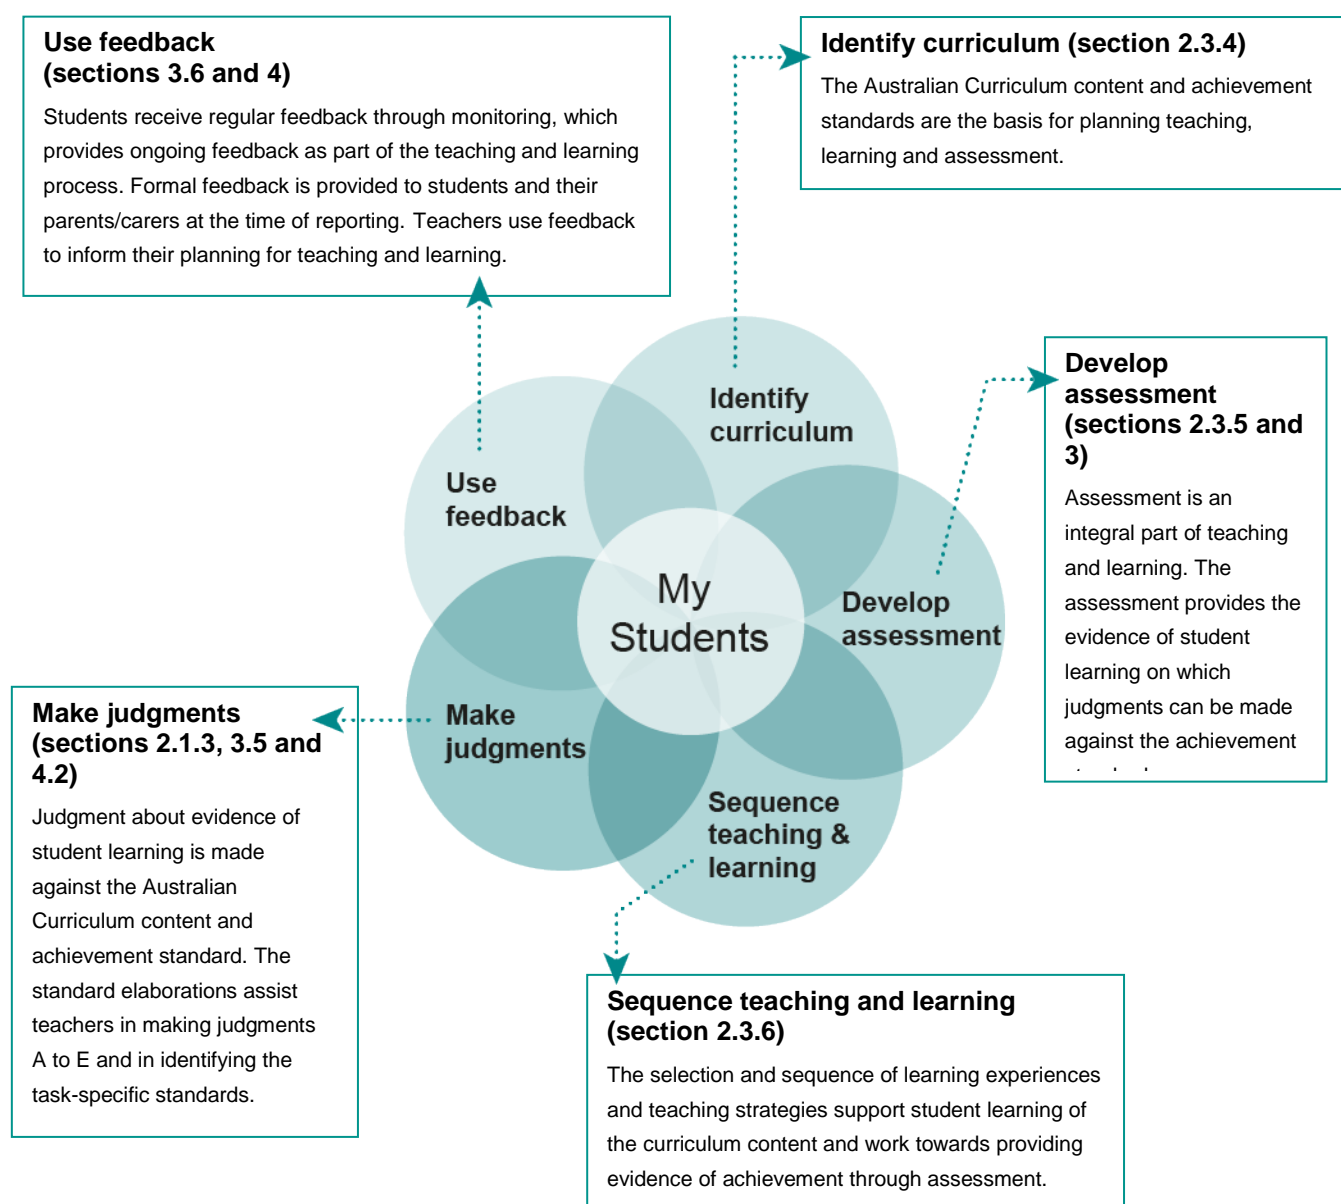 Use feedback
(sections 3.6 and 4)
Students receive regular feedback through monitoring, which
provides ongoing feedback as part of the teaching and learning
process. Formal feedback is provided to students and their
parents/carers at the time of reporting. Teachers use feedback
to inform their planning for teaching and learning.
Identify curriculum (section 2.3.4)
The Australian Curriculum content and achievement
standards are the basis for planning teaching,
learning and assessment.
Develop
assessment
(sections 2.3.5 and
3)
Assessment is an
integral part of teaching
and learning. The
assessment provides the
evidence of student
learning on which
judgments can be made
against the achievement
Identify
curriculum
Use
feedback
My
Students
Develop
assessment
Make
judgments
Sequence
teaching &
learning
Make judgments
(sections 2.1.3, 3.5 and
4.2)
Judgment about evidence of
student learning is made
against the Australian
Curriculum content and
achievement standard. The
standard elaborations assist
teachers in making judgments
A to E and in identifying the
task-specific standards.
Sequence teaching and learning
(section 2.3.6)
The selection and sequence of learning experiences
and teaching strategies support student learning of
the curriculum content and work towards providing
evidence of achievement through assessment.